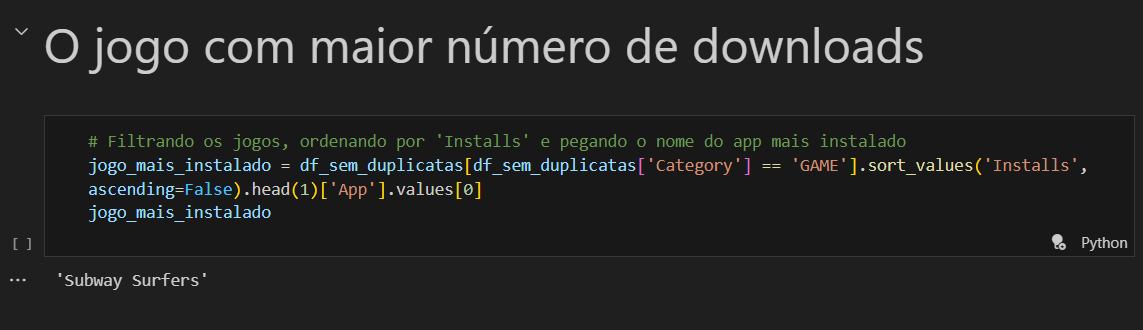 O jogo com maior número de downloads
# Filtrando os jogos, ordenando por 'Installs' e pegando o nome do app mais instalado
jogo_mais_instalado = df_sem_duplicatas[df_sem_duplicatas['Category'] == 'GAME'].sort_values('Installs',
ascending=False).head(1)['App'].values[0]
jogo_mais_instalado
[ ]
Python
'Subway Surfers'